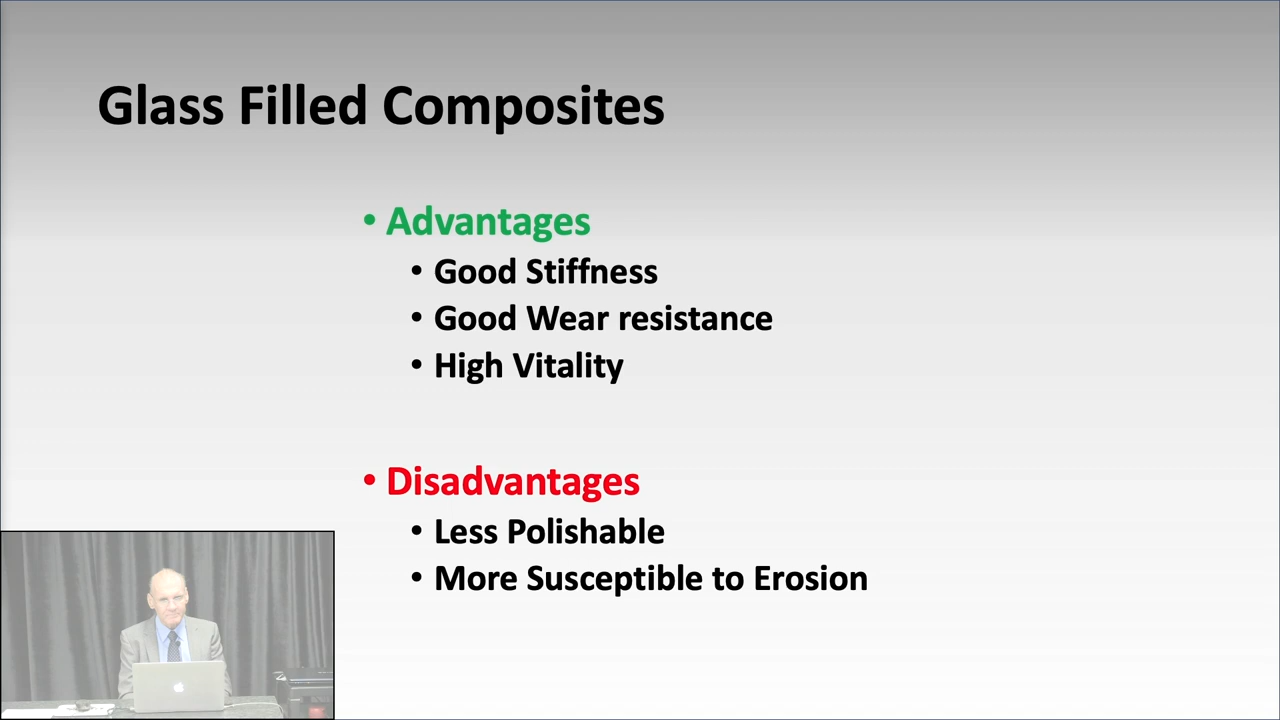 Glass Filled Composites
• Advantages
• Good Stiffness
• Good Wear resistance
• High Vitality
• Disadvantages
• Less Polishable
• More Susceptible to Erosion